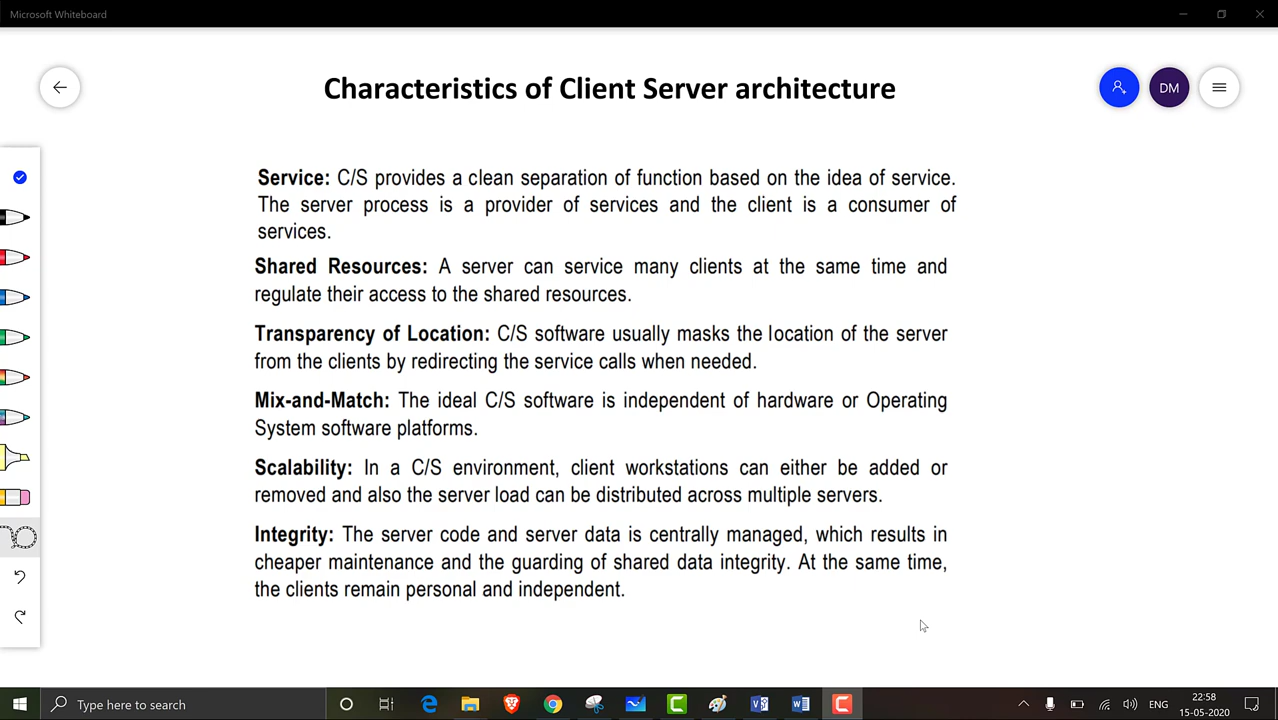 Microsoft Whiteboard
Characteristics of Client Server architecture
DM
Service: C/S provides a clean separation of function based on the idea of service.
The server process is a provider of services and the client is a consumer of
services.
Shared Resources: A server can service many clients at the same time and
regulate their access to the shared resources.
Transparency of Location: C/S software usually masks the location of the server
from the clients by redirecting the service calls when needed.
Mix-and-Match: The ideal C/S software is independent of hardware or Operating
System software platforms.
Scalability: In a C/S environment, client workstations can either be added or
removed and also the server load can be distributed across multiple servers.
Integrity: The server code and server data is centrally managed, which results in
cheaper maintenance and the guarding of shared data integrity. At the same time,
the clients remain personal and independent.
Type here to search
ENG
22:58
15-05-2020